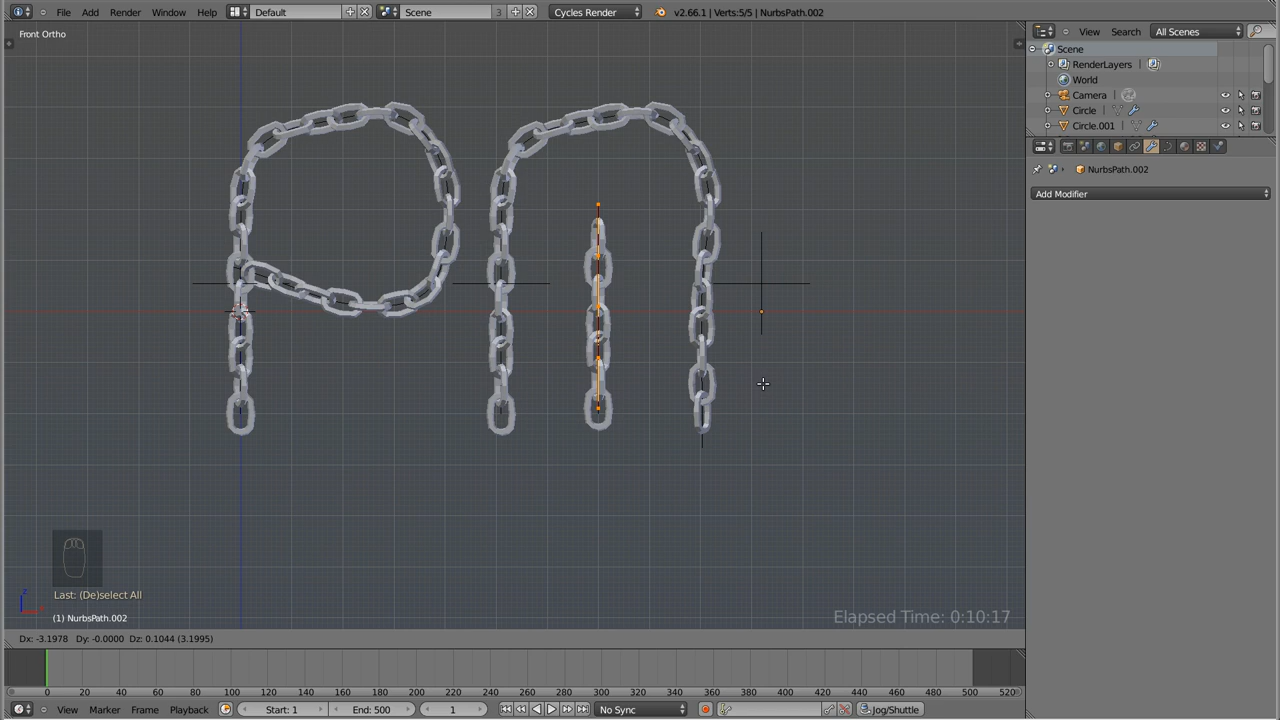 File Add Render Window Help Default Scene 3 Cycles Render v2.66.1 | Verts:5/5 | NurbsPath.002
View Search All Scenes
Front Ortho
Scene
RenderLayers
World
Camera
Circle
Circle.001
NurbsPath.002
Add Modifier
Last: (De)select All
(1) NurbsPath.002
Elapsed Time: 0:10:17
Dx: -3.1978 Dy: -0.0000 Dz: 0.1044 (3.1995)
0 20 40 60 80 100 120 140 160 180 200 220 240 260 280 300 320 340 360 380 400 420 440 460 480 500 520
View Marker Frame Playback Start: 1 End: 500 1 No Sync Jog/Shuttle